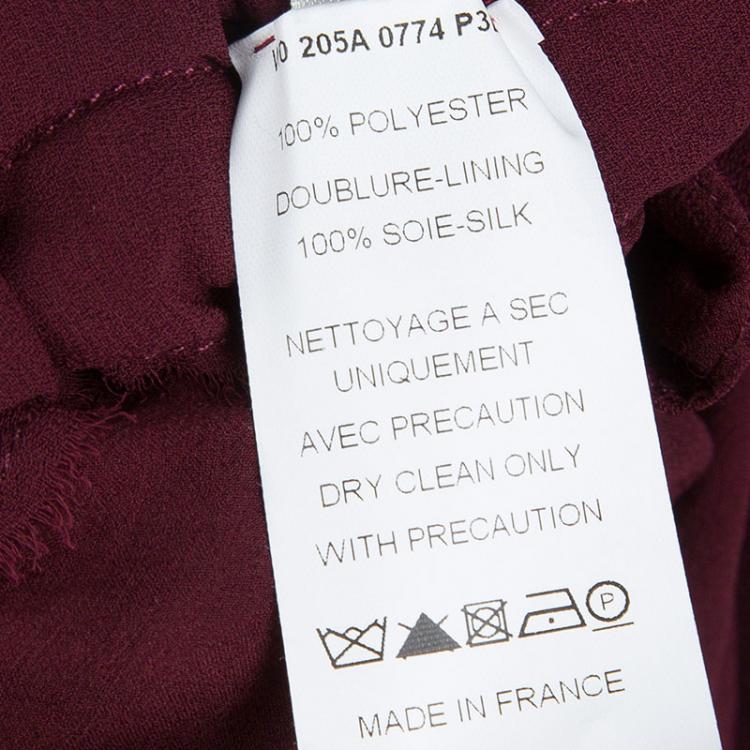 205A 0774
100% POLYESTER
DOUBLURE-LINING
100% SOIE-SILK
NETTOYAGE A SEC
UNIQUEMENT
AVEC PRECAUTION
DRY CLEAN ONLY
WITH PRECAUTION
P
MADE IN FRANCE